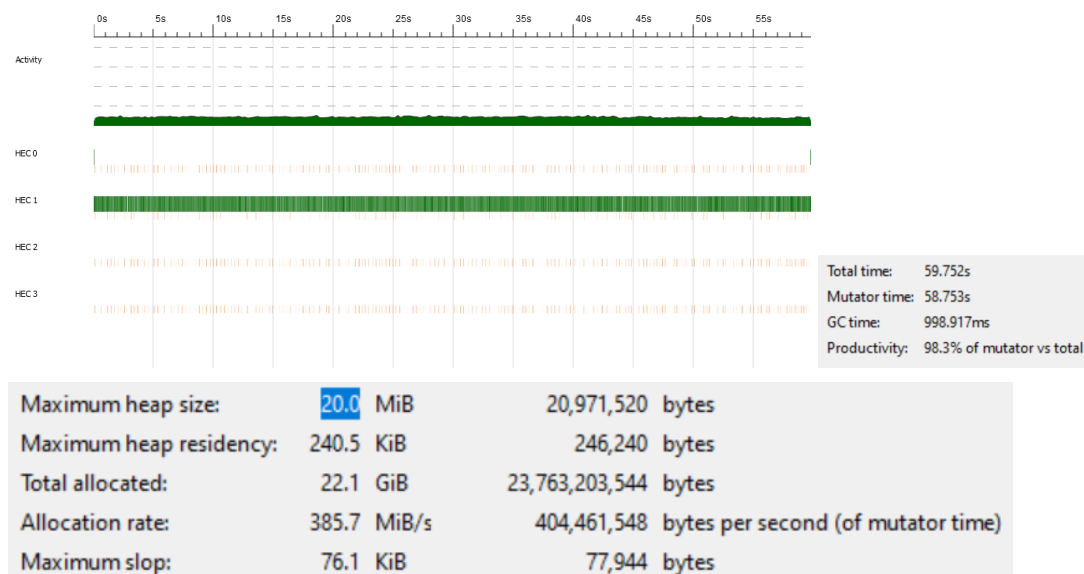 0s 5s 10s 15s 20s 25s 30s 35s 40s 45s 50s 55s
Activity
HEC 0
HEC 1
HEC 2
HEC 3
Total time: 59.752s
Mutator time: 58.753s
GC time: 998.917ms
Productivity: 98.3% of mutator vs total
Maximum heap size: 20.0 MiB 20,971,520 bytes
Maximum heap residency: 240.5 KiB 246,240 bytes
Total allocated: 22.1 GiB 23,763,203,544 bytes
Allocation rate: 385.7 MiB/s 404,461,548 bytes per second (of mutator time)
Maximum slop: 76.1 KiB 77,944 bytes